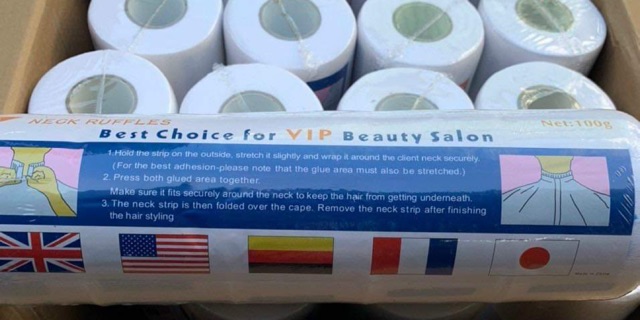 NECK RUFFLES
Best Choice for VIP Beauty Salon
Net:100g
1.Hold the strip on the outside, stretch it slightly and wrap it around the client neck securely.
(For the best adhesion-please note that the glue area must also be stretched.)
2. Press both glued area together.
Make sure it fits securely around the neck to keep the hair from getting underneath.
3. The neck strip is then folded over the cape. Remove the neck strip after finishing
the hair styling